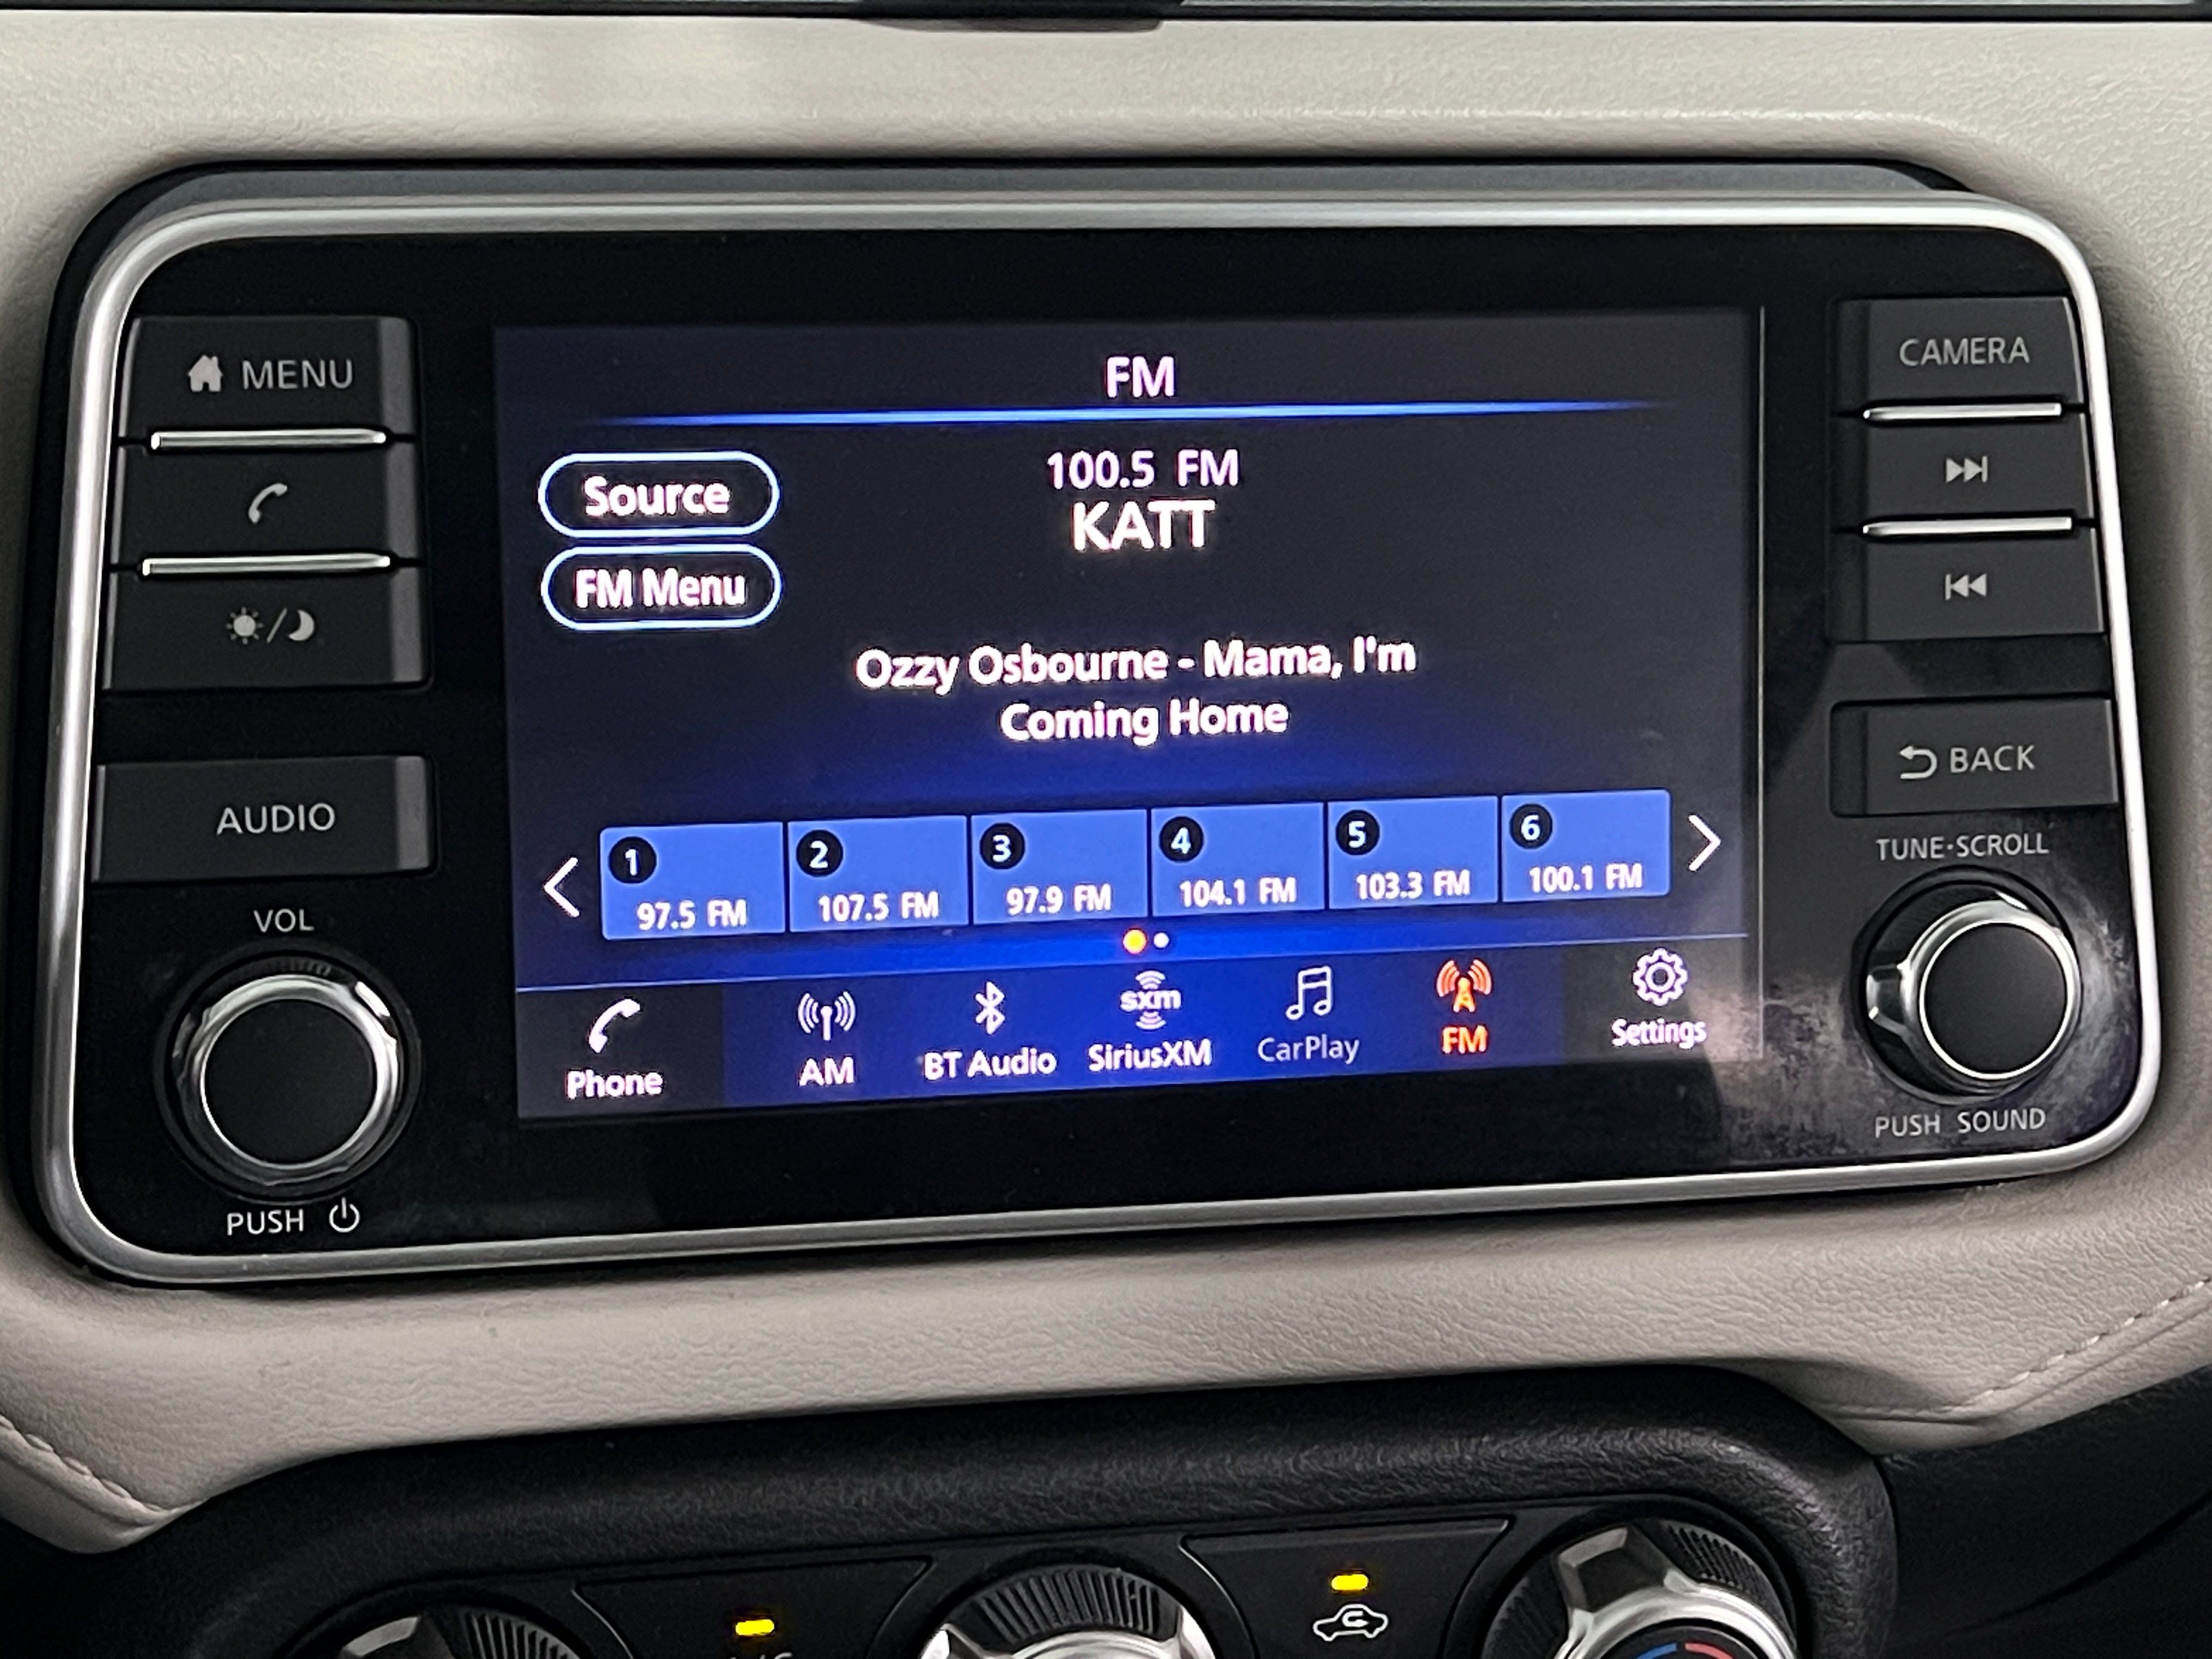 MENU
AUDIO
VOL
PUSH
FM
Source
100.5 FM
KATT
FM Menu
Ozzy Osbourne - Mama, I'm
Coming Home
1
97.5 FM
2
107.5 FM
3
97.9 FM
4
104.1 FM
5
103.3 FM
6
100.1 FM
Phone
AM
BT Audio
sxm
SiriusXM
CarPlay
A
FM
Settings
CAMERA
BACK
TUNE·SCROLL
PUSH SOUND